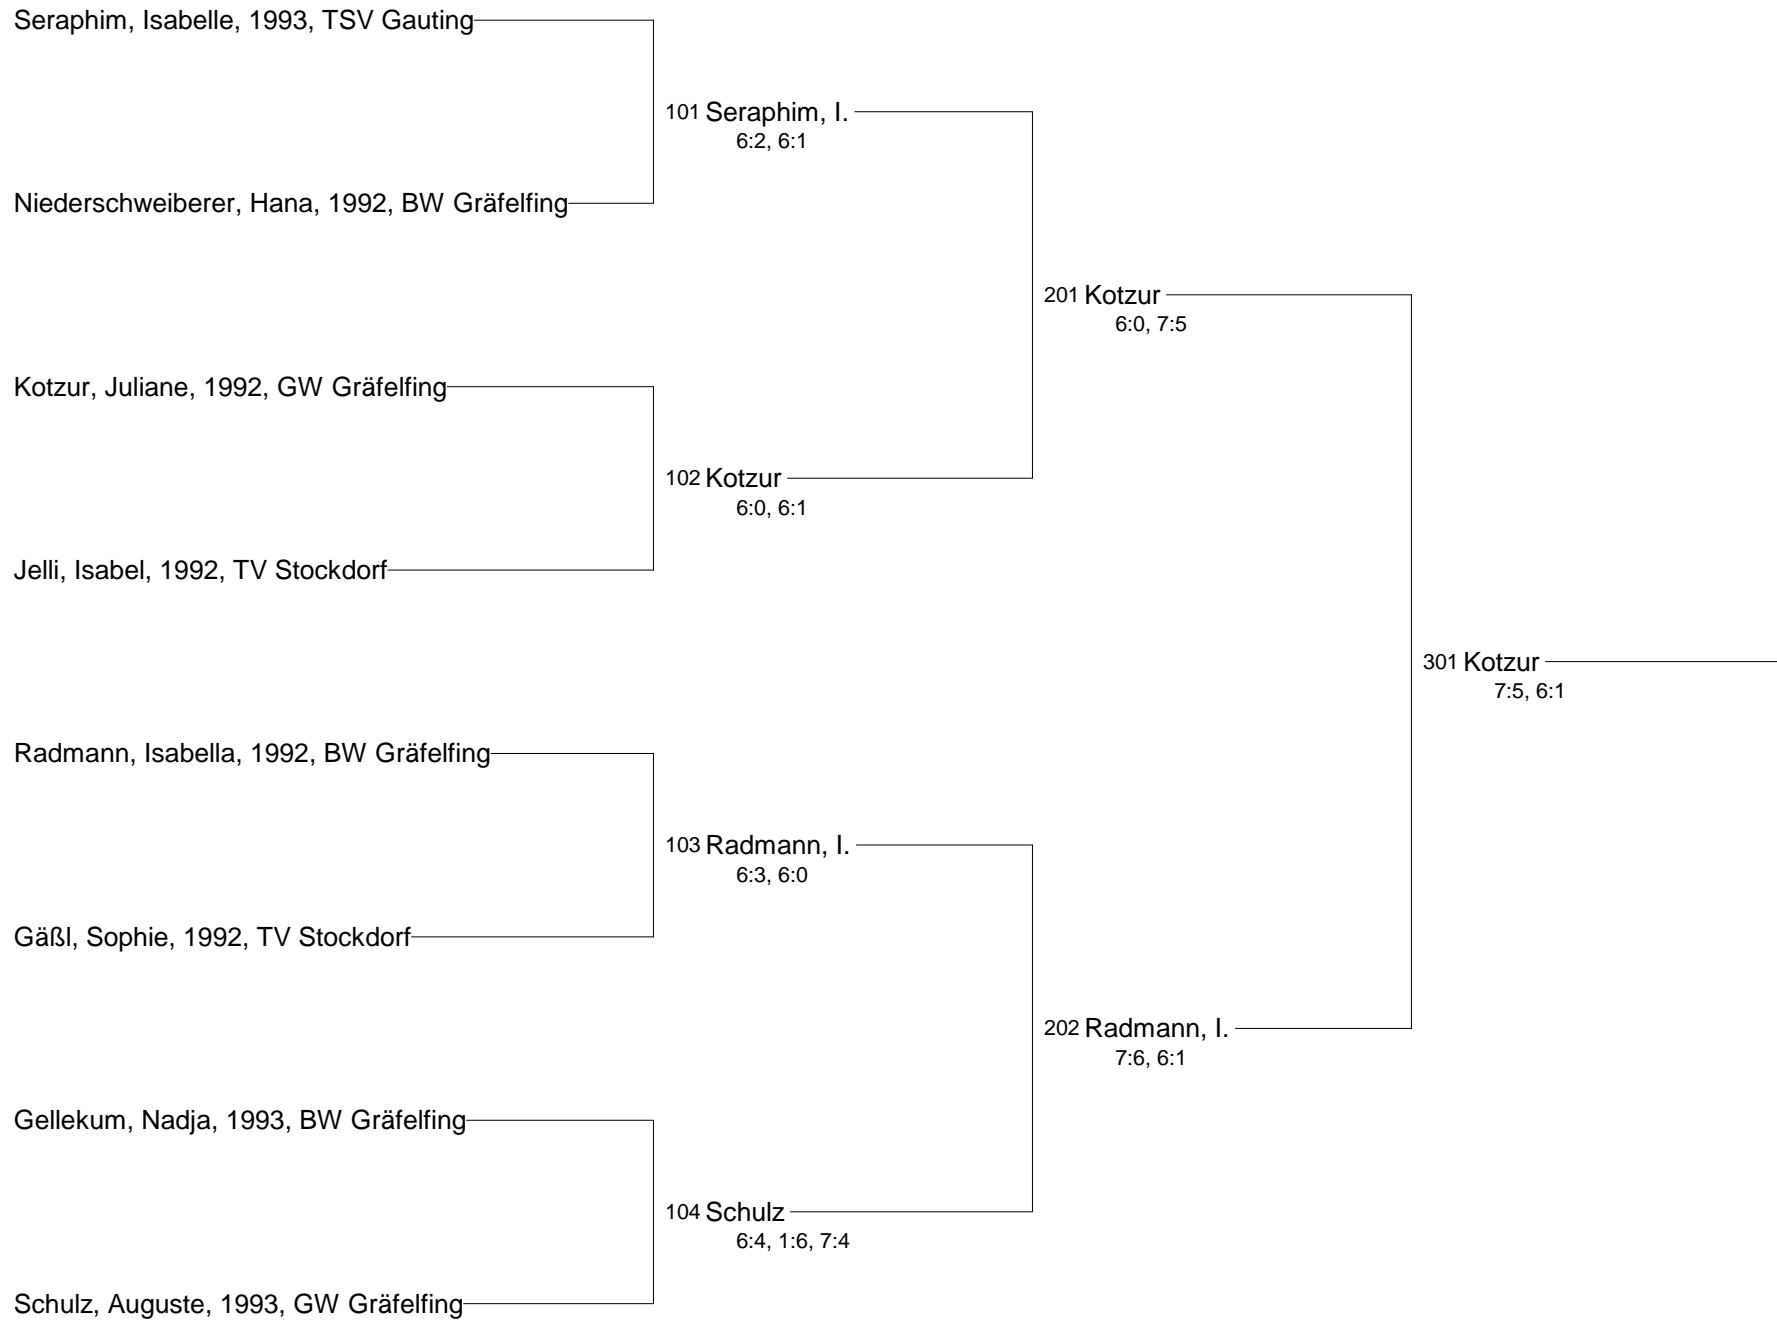 Seraphim, Isabelle, 1993, TSV Gauting
101 Seraphim, I.
6:2, 6:1
Niederschweiberer, Hana, 1992, BW Gräfelfing
201 Kotzur
6:0, 7:5
Kotzur, Juliane, 1992, GW Gräfelfing
102 Kotzur
6:0, 6:1
Jelli, Isabel, 1992, TV Stockdorf
301 Kotzur
7:5, 6:1
Radmann, Isabella, 1992, BW Gräfelfing
103 Radmann, I.
6:3, 6:0
Gäßl, Sophie, 1992, TV Stockdorf
202 Radmann, I.
7:6, 6:1
Gellekum, Nadja, 1993, BW Gräfelfing
104 Schulz
6:4, 1:6, 7:4
Schulz, Auguste, 1993, GW Gräfelfing